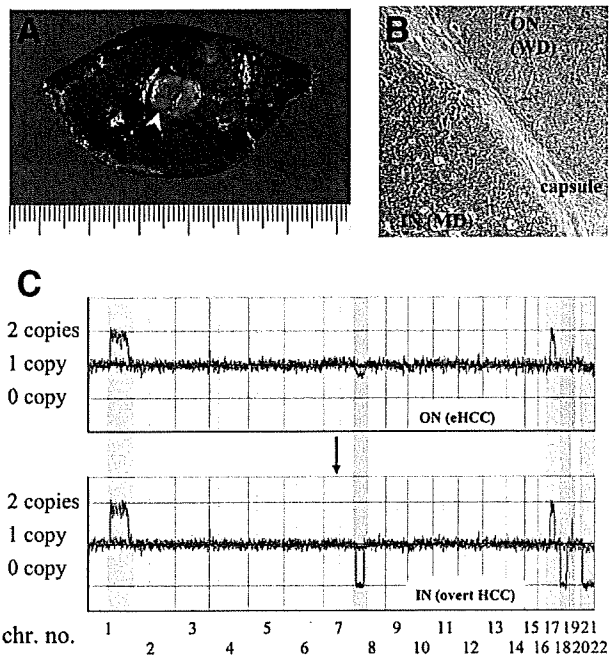 A
B
ON
(WD)
capsule
IN (MD)
C
2 copies
1 copy
0 copy
ON (eHCC)
2 copies
1 copy
0 copy
IN (overt HCC)
chr. no. 1 3 5 7 9 11 13 15 17 19 21
2 4 6 8 10 12 14 16 18 20 22